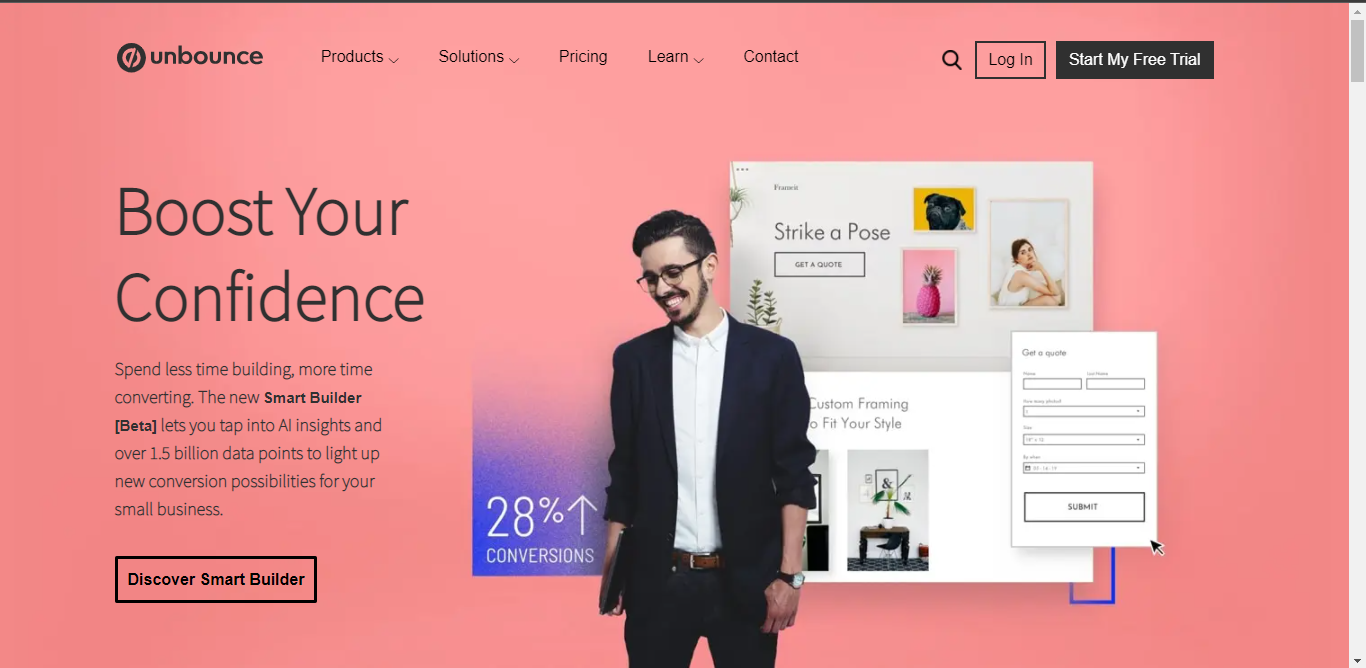 unbounce
Products
Solutions
Pricing
Learn
Contact
Log In
Start My Free Trial
Boost Your
Confidence
Spend less time building, more time
converting. The new Smart Builder
[Beta] lets you tap into AI insights and
over 1.5 billion data points to light up
new conversion possibilities for your
small business.
Discover Smart Builder
28%↑
CONVERSIONS
Frameit
Strike a Pose
GET A QUOTE
Custom Framing
o Fit Your Style
&
Get a quote
Name
Last Name
How many photos?
1
Size
By when
SUBMIT